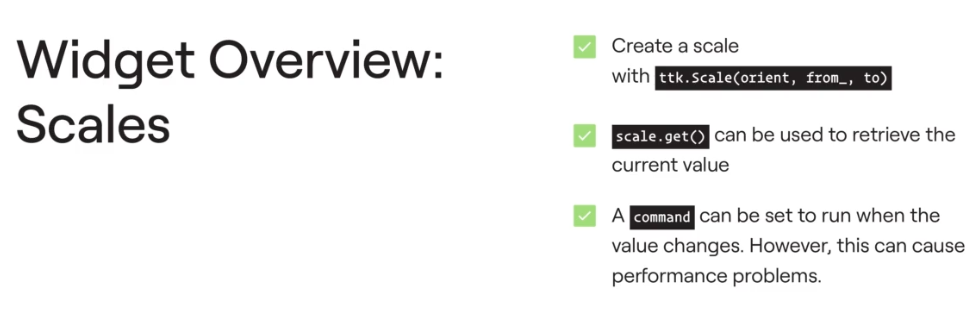 Widget Overview:
Scales
Create a scale
with ttk.Scale(orient, from_, to)
scale.get() can be used to retrieve the
current value
A command can be set to run when the
value changes. However, this can cause
performance problems.